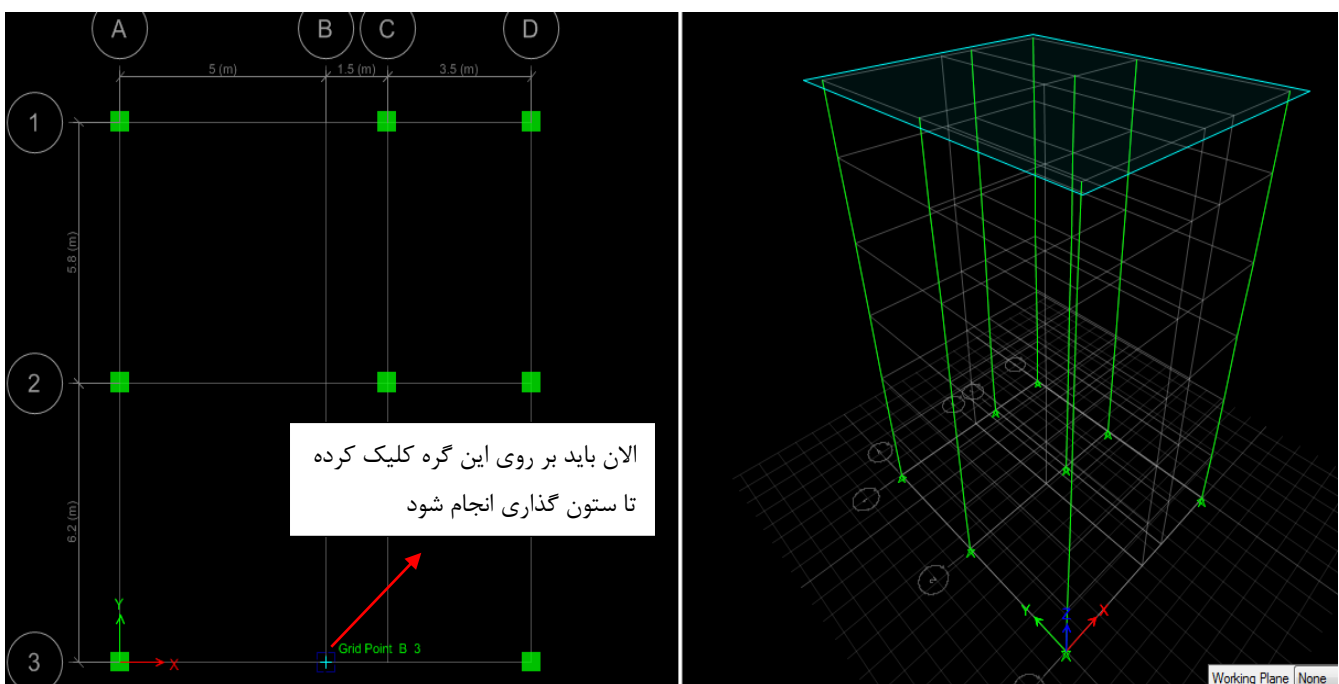 A B C D
5 (m) 1.5 (m) 3.5 (m)
1
5.8 (m)
2
الان باید بر روی این گره کلیک کرده
تا ستون گذاری انجام شود
6.2 (m)
Y
Grid Point B 3
3
X
Y
Z
X
Working Plane None